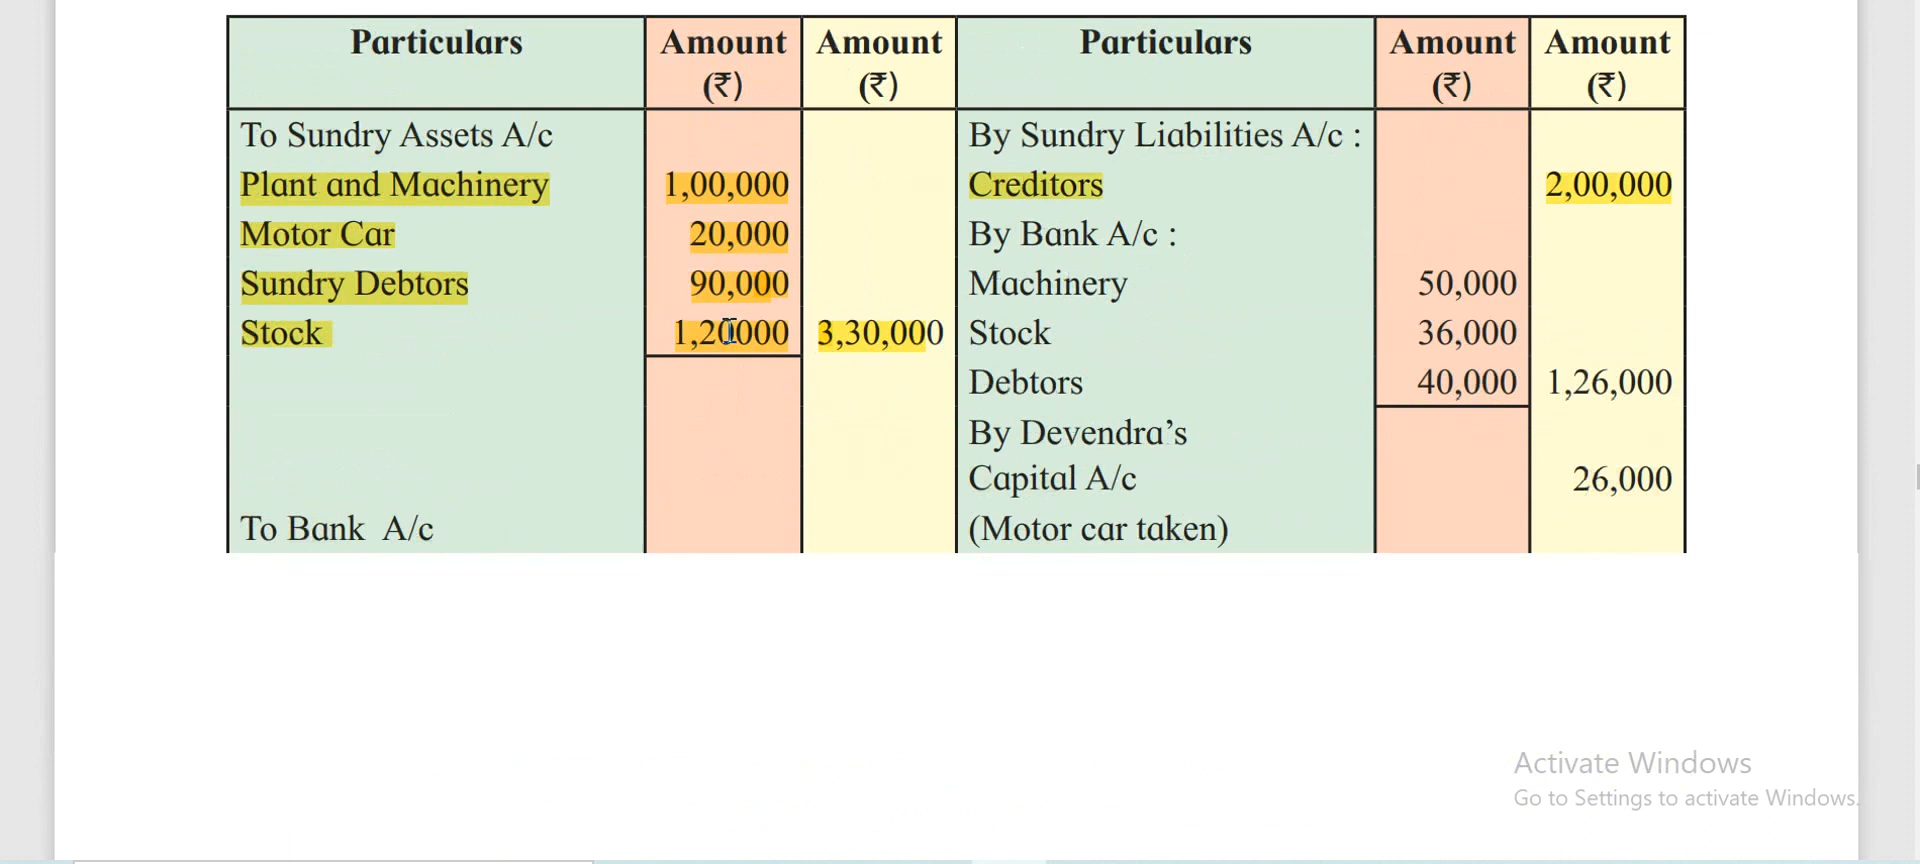 Particulars Amount (₹) Amount (₹) Particulars Amount (₹) Amount (₹)
To Sundry Assets A/c By Sundry Liabilities A/c :
Plant and Machinery 1,00,000 Creditors 2,00,000
Motor Car 20,000 By Bank A/c :
Sundry Debtors 90,000 Machinery 50,000
Stock 1,20000 3,30,000 Stock 36,000
Debtors 40,000 1,26,000
By Devendra’s
Capital A/c 26,000
To Bank A/c (Motor car taken)
Activate Windows
Go to Settings to activate Windows.